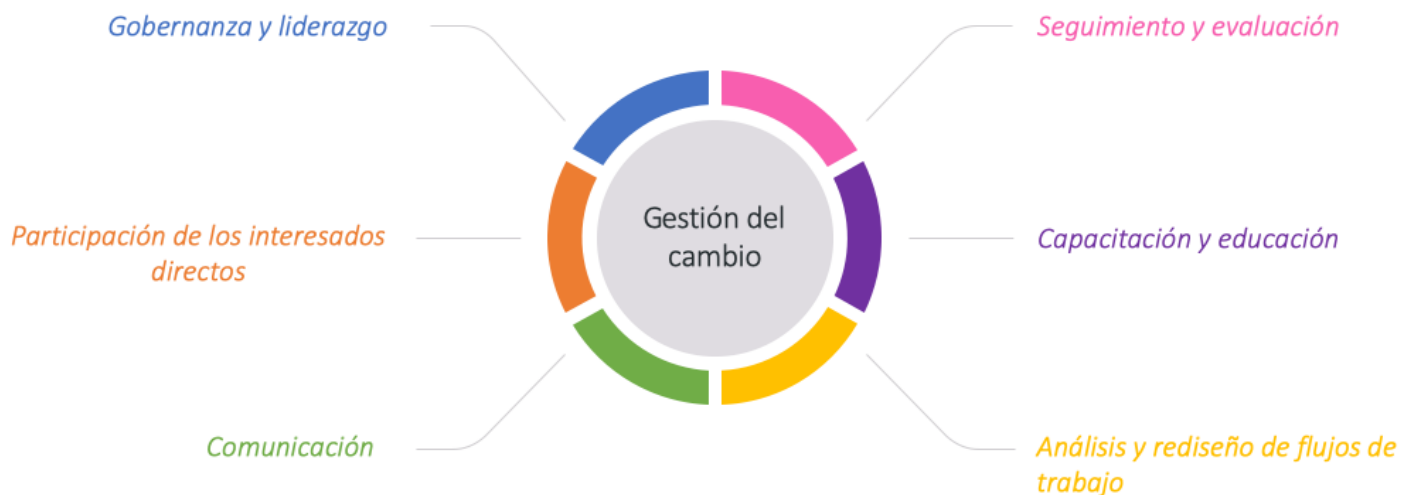 Gobernanza y liderazgo
Seguimiento y evaluación
Participación de los interesados
directos
Gestión del
cambio
Capacitación y educación
Comunicación
Análisis y rediseño de flujos de
trabajo